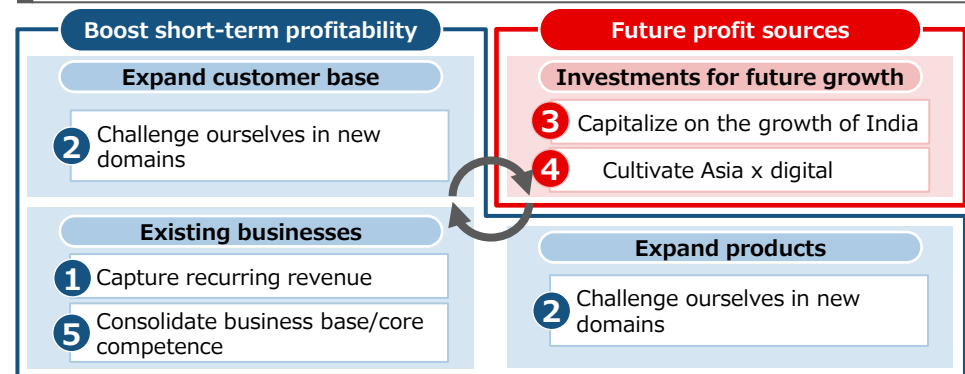 Boost short-term profitability
Expand customer base
2
Challenge ourselves in new
domains
Existing businesses
1
Capture recurring revenue
5
Consolidate business base/core
competence
Future profit sources
Investments for future growth
3
Capitalize on the growth of India
4
Cultivate Asia x digital
Expand products
2
Challenge ourselves in new
domains